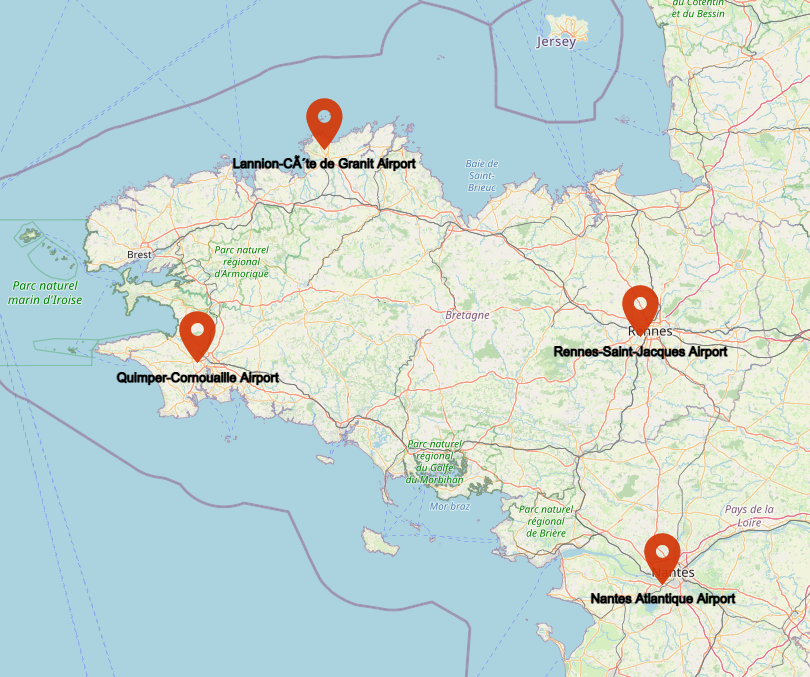 du Cotentin
et du Bessin
Jersey
Lannion-CÃ´te de Granit Airport
Baie de
Saint-
Brieuc
Brest
Parc naturel
régional
d'Armorique
Parc naturel
marin d'Iroise
Bretagne
Rennes
Rennes-Saint-Jacques Airport
Quimper-Cornouaille Airport
Parc naturel
régional
du Golfe
du Morbihan
Mor braz
Parc naturel
régional
de Brière
Pays de la
Loire
Nantes
Nantes Atlantique Airport